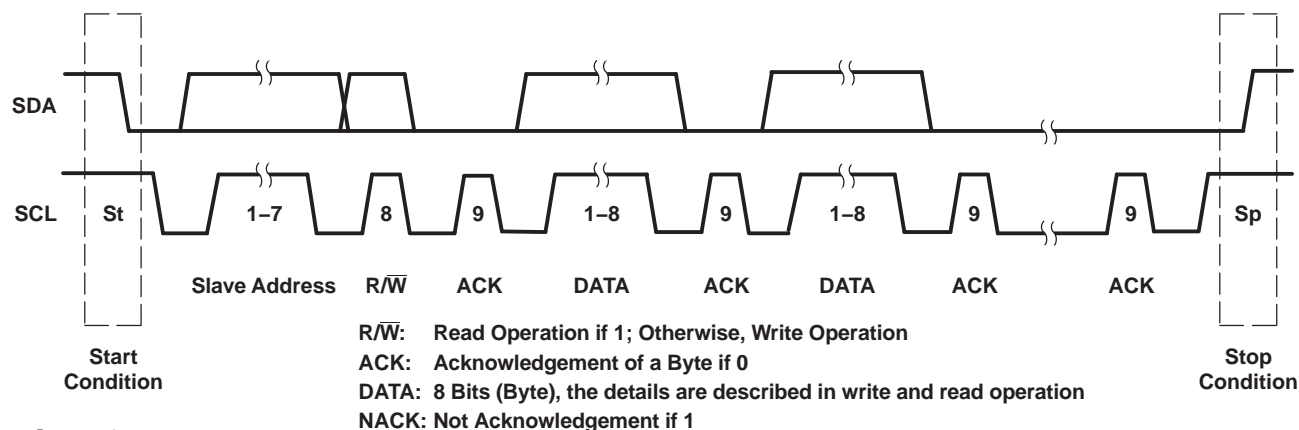 SDA
SCL St 1–7 8 9 1–8 9 1–8 9 9 Sp
Slave Address R/W̅ ACK DATA ACK DATA ACK ACK
Start Condition
Stop Condition
R/W̅: Read Operation if 1; Otherwise, Write Operation
ACK: Acknowledgement of a Byte if 0
DATA: 8 Bits (Byte), the details are described in write and read operation
NACK: Not Acknowledgement if 1